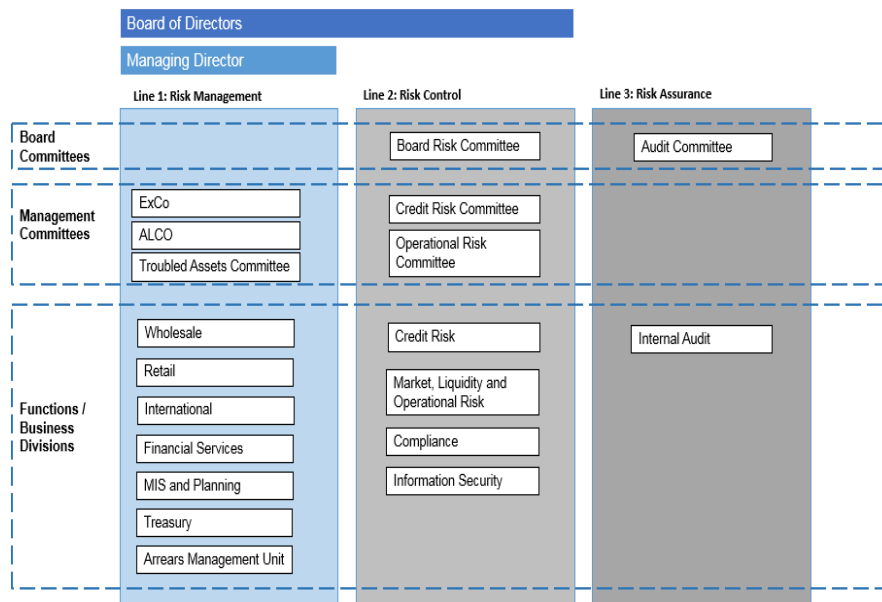 Board of Directors
Managing Director
Line 1: Risk Management
Line 2: Risk Control
Line 3: Risk Assurance
Board
Committees
Board Risk Committee
Audit Committee
Management
Committees
ExCo
ALCO
Troubled Assets Committee
Credit Risk Committee
Operational Risk
Committee
Functions /
Business
Divisions
Wholesale
Retail
International
Financial Services
MIS and Planning
Treasury
Arrears Management Unit
Credit Risk
Market, Liquidity and
Operational Risk
Compliance
Information Security
Internal Audit